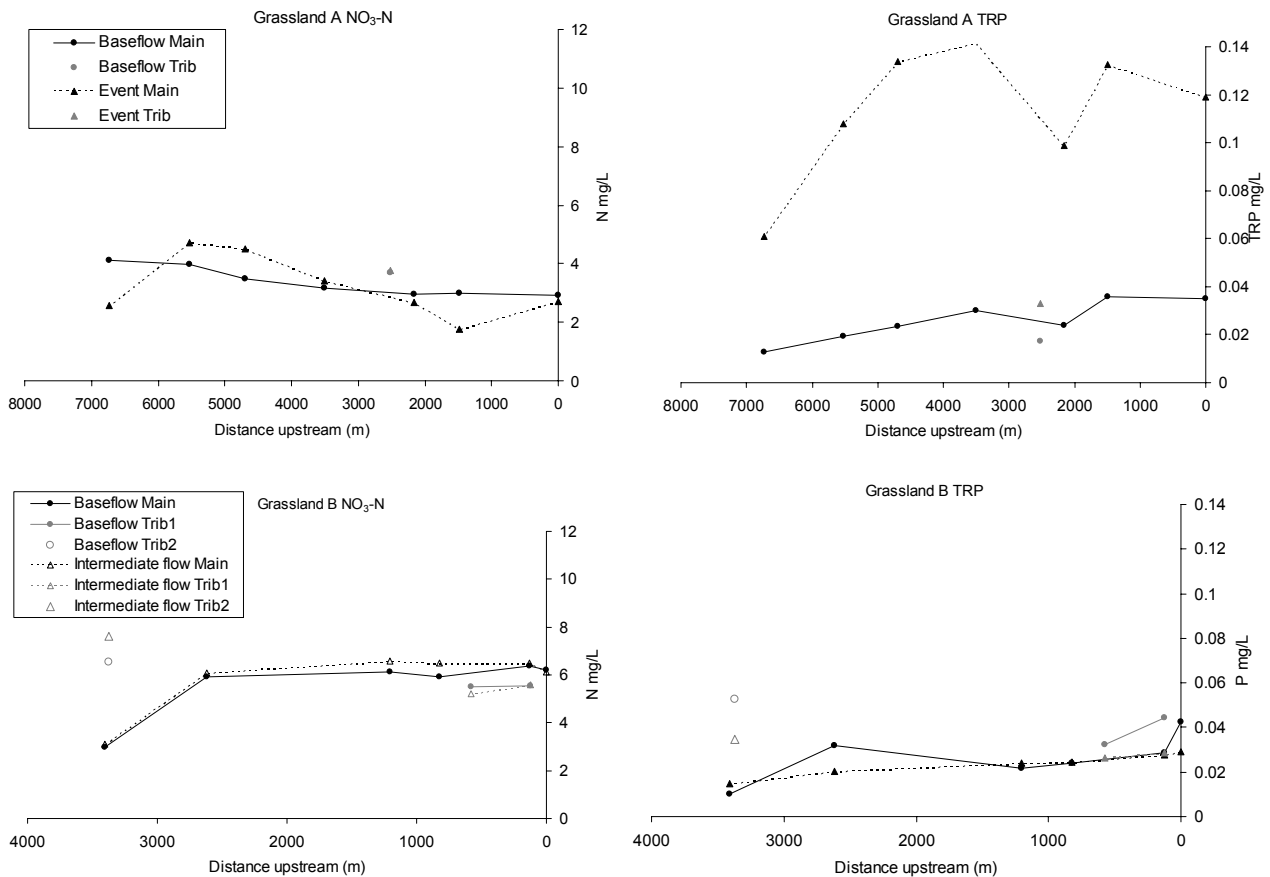 Grassland A NO₃-N
Baseflow Main
Baseflow Trib
Event Main
Event Trib
12
10
8
6
4
2
0
N mg/L
8000 7000 6000 5000 4000 3000 2000 1000 0
Distance upstream (m)
Grassland A TRP
0.14
0.12
0.1
0.08
0.06
0.04
0.02
0
TRP mg/L
8000 7000 6000 5000 4000 3000 2000 1000 0
Distance upstream (m)
Grassland B NO₃-N
Baseflow Main
Baseflow Trib1
Baseflow Trib2
Intermediate flow Main
Intermediate flow Trib1
Intermediate flow Trib2
12
10
8
6
4
2
0
N mg/L
4000 3000 2000 1000 0
Distance upstream (m)
Grassland B TRP
0.14
0.12
0.1
0.08
0.06
0.04
0.02
0
P mg/L
4000 3000 2000 1000 0
Distance upstream (m)